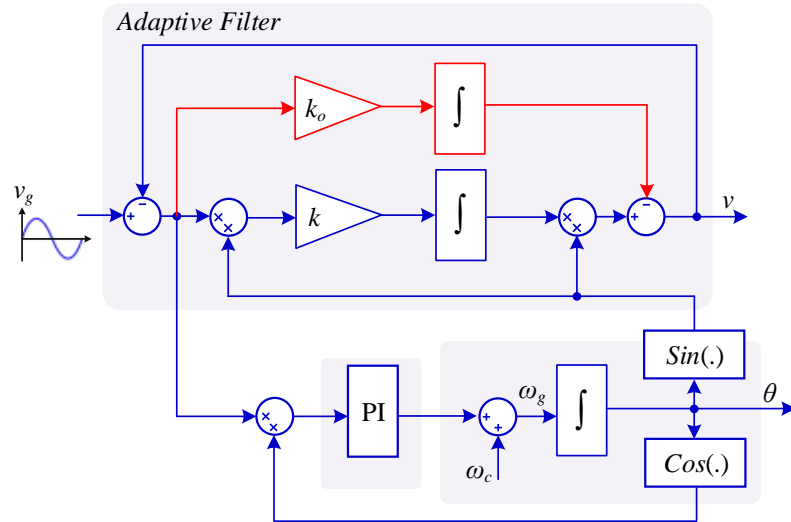 Adaptive Filter
k_o
∫
v_g
+
-
×
×
k
∫
×
×
+
-
v
Sin(.)
×
×
PI
+
+
ω_g
∫
θ
ω_c
Cos(.)